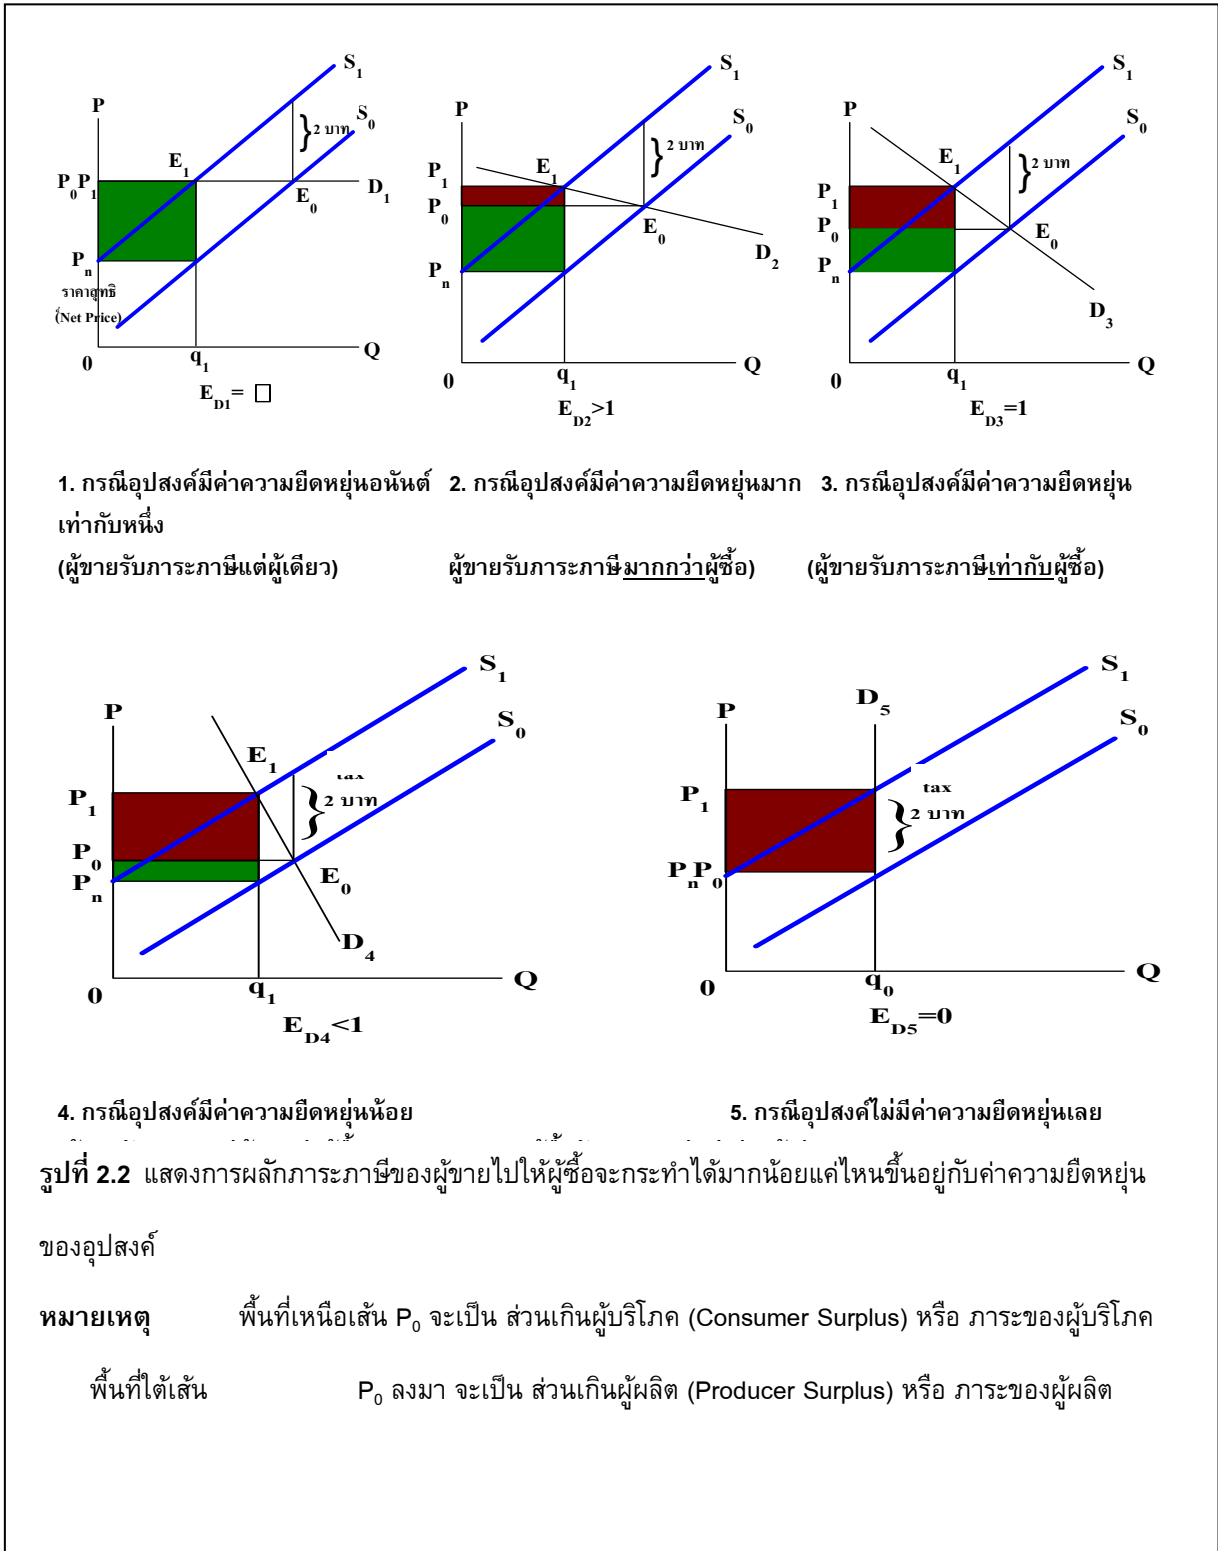 S1
S1
S1
P
S0
P
S0
P
S0
}2 บาท
} 2 บาท
}2 บาท
E1
E1
E1
P0P1
D1
P1
P1
E0
P0
E0
P0
E0
Pn
D2
Pn
Pn
ราคาสุทธิ
(Net Price)
D3
0
q1
Q
0
q1
Q
0
q1
Q
ED1= □
ED2>1
ED3=1
1. กรณีอุปสงค์มีค่าความยืดหยุ่นอนันต์ 2. กรณีอุปสงค์มีค่าความยืดหยุ่นมาก 3. กรณีอุปสงค์มีค่าความยืดหยุ่น
เท่ากับหนึ่ง
(ผู้ขายรับภาระภาษีแต่ผู้เดียว) ผู้ขายรับภาระภาษีมากกว่าผู้ซื้อ) (ผู้ขายรับภาระภาษีเท่ากับผู้ซื้อ)
S1
S1
P
S0
P
D5
S0
E1
tax
tax
P1
}2 บาท
P1
}2 บาท
P0
E0
PnP0
Pn
D4
0
q1
Q
0
q0
Q
ED4<1
ED5=0
4. กรณีอุปสงค์มีค่าความยืดหยุ่นน้อย 5. กรณีอุปสงค์ไม่มีค่าความยืดหยุ่นเลย
รูปที่ 2.2 แสดงการผลักภาระภาษีของผู้ขายไปให้ผู้ซื้อจะกระทำได้มากน้อยแค่ไหนขึ้นอยู่กับค่าความยืดหยุ่น
ของอุปสงค์
หมายเหตุ พื้นที่เหนือเส้น P0 จะเป็น ส่วนเกินผู้บริโภค (Consumer Surplus) หรือ ภาระของผู้บริโภค
พื้นที่ใต้เส้น P0 ลงมา จะเป็น ส่วนเกินผู้ผลิต (Producer Surplus) หรือ ภาระของผู้ผลิต